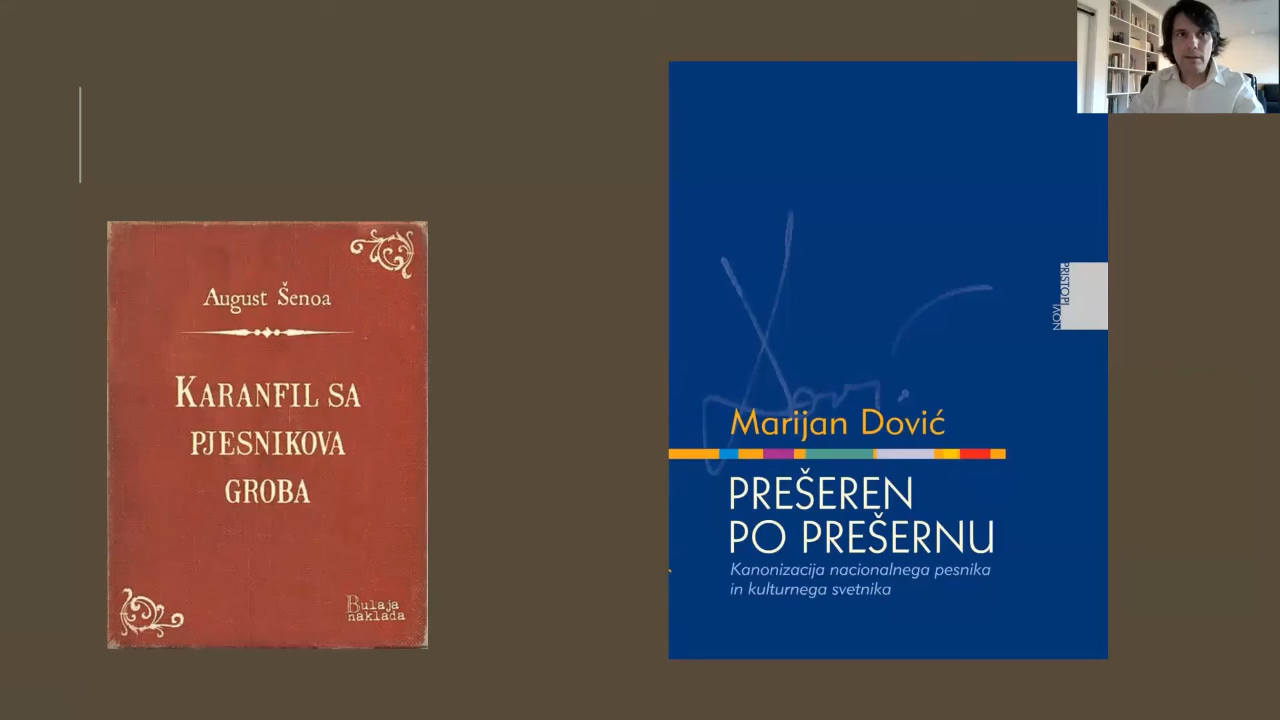 August Šenoa
KARANFIL SA
PJESNIKOVA
GROBA
Bulaja
naklada
Marijan Dović
PREŠEREN
PO PREŠERNU
Kanonizacija nacionalnega pesnika
in kulturnega svetnika
PRISTOPI
NOVI